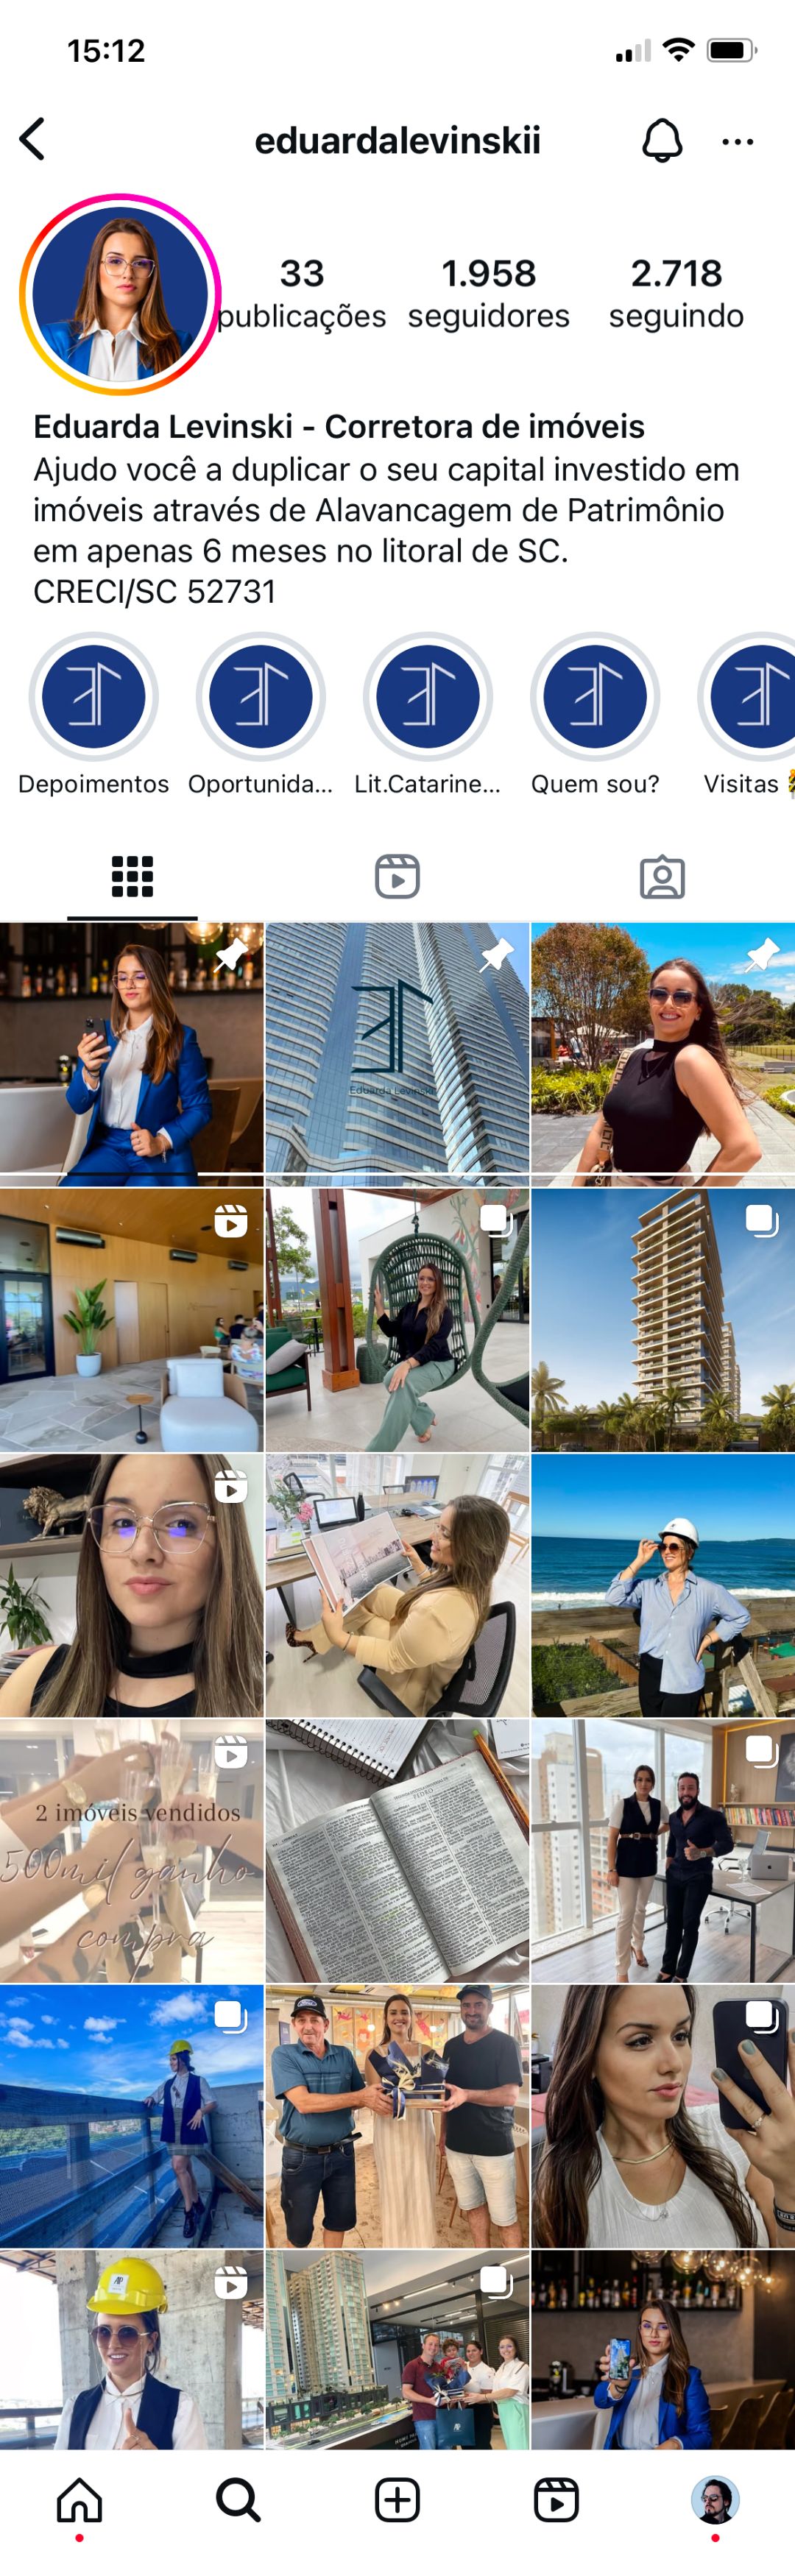 15:12
eduardalevinskii
33
publicações
1.958
seguidores
2.718
seguindo
Eduarda Levinski - Corretora de imóveis
Ajudo você a duplicar o seu capital investido em
imóveis através de Alavancagem de Patrimônio
em apenas 6 meses no litoral de SC.
CRECI/SC 52731
Depoimentos
Oportunida...
Lit.Catarine...
Quem sou?
Visitas
Eduarda Levinski
2 imóveis vendidos
500mil ganho
compra
PEDRO